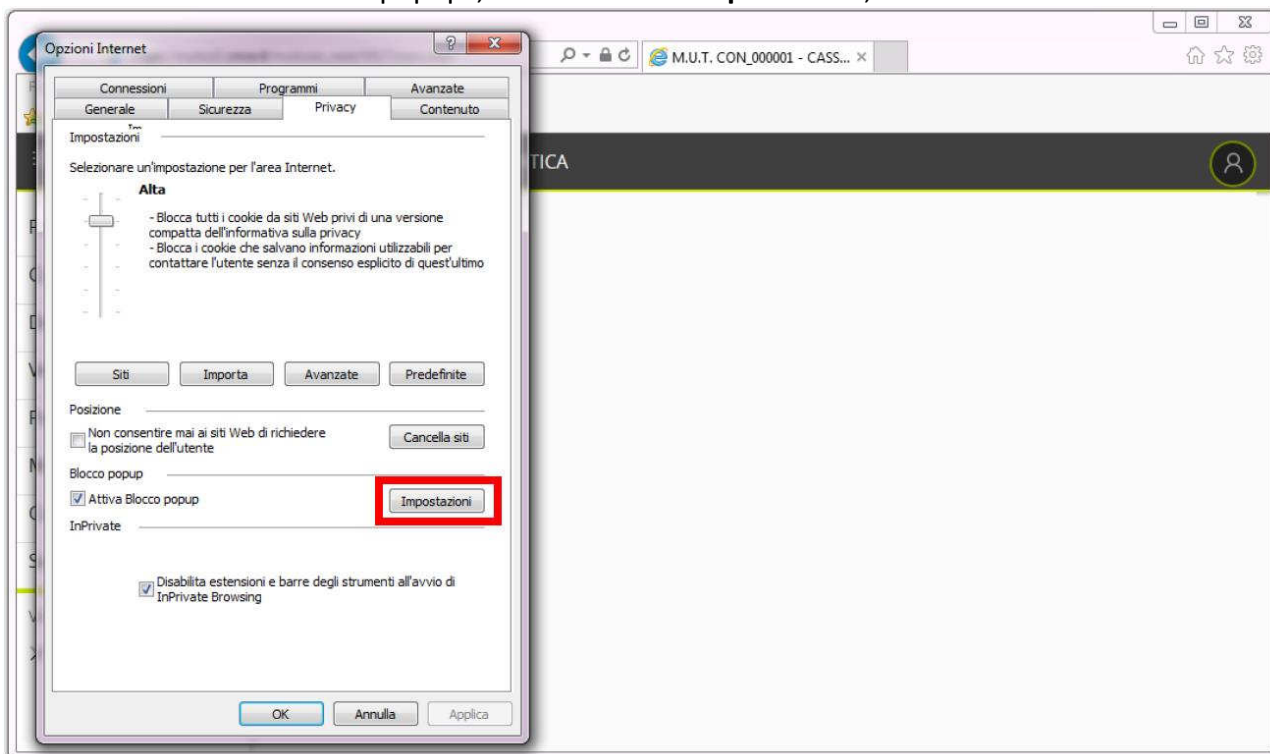 Opzioni Internet
M.U.T. CON_000001 - CASS...
Connessioni Programmi Avanzate
Generale Sicurezza Privacy Contenuto
TICA
Impostazioni
Selezionare un'impostazione per l'area Internet.
Alta
- Blocca tutti i cookie da siti Web privi di una versione
compatta dell'informativa sulla privacy
- Blocca i cookie che salvano informazioni utilizzabili per
contattare l'utente senza il consenso esplicito di quest'ultimo
Siti Importa Avanzate Predefinite
Posizione
Non consentire mai ai siti Web di richiedere
la posizione dell'utente
Cancella siti
Blocco popup
Attiva Blocco popup Impostazioni
InPrivate
Disabilita estensioni e barre degli strumenti all'avvio di
InPrivate Browsing
OK Annulla Applica